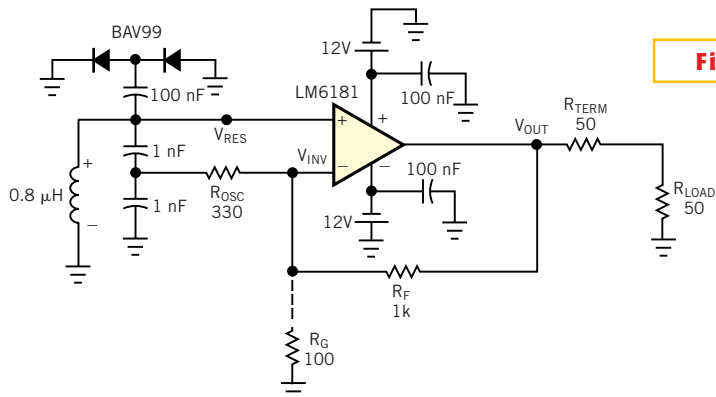 BAV99
12V
Fi
100 nF
LM6181
100 nF
R_TERM
50
V_OUT
V_RES
+
+
1 nF
V_INV
−
−
100 nF
+
0.8 μH
−
R_OSC
330
1 nF
12V
R_LOAD
50
R_F
1k
R_G
100